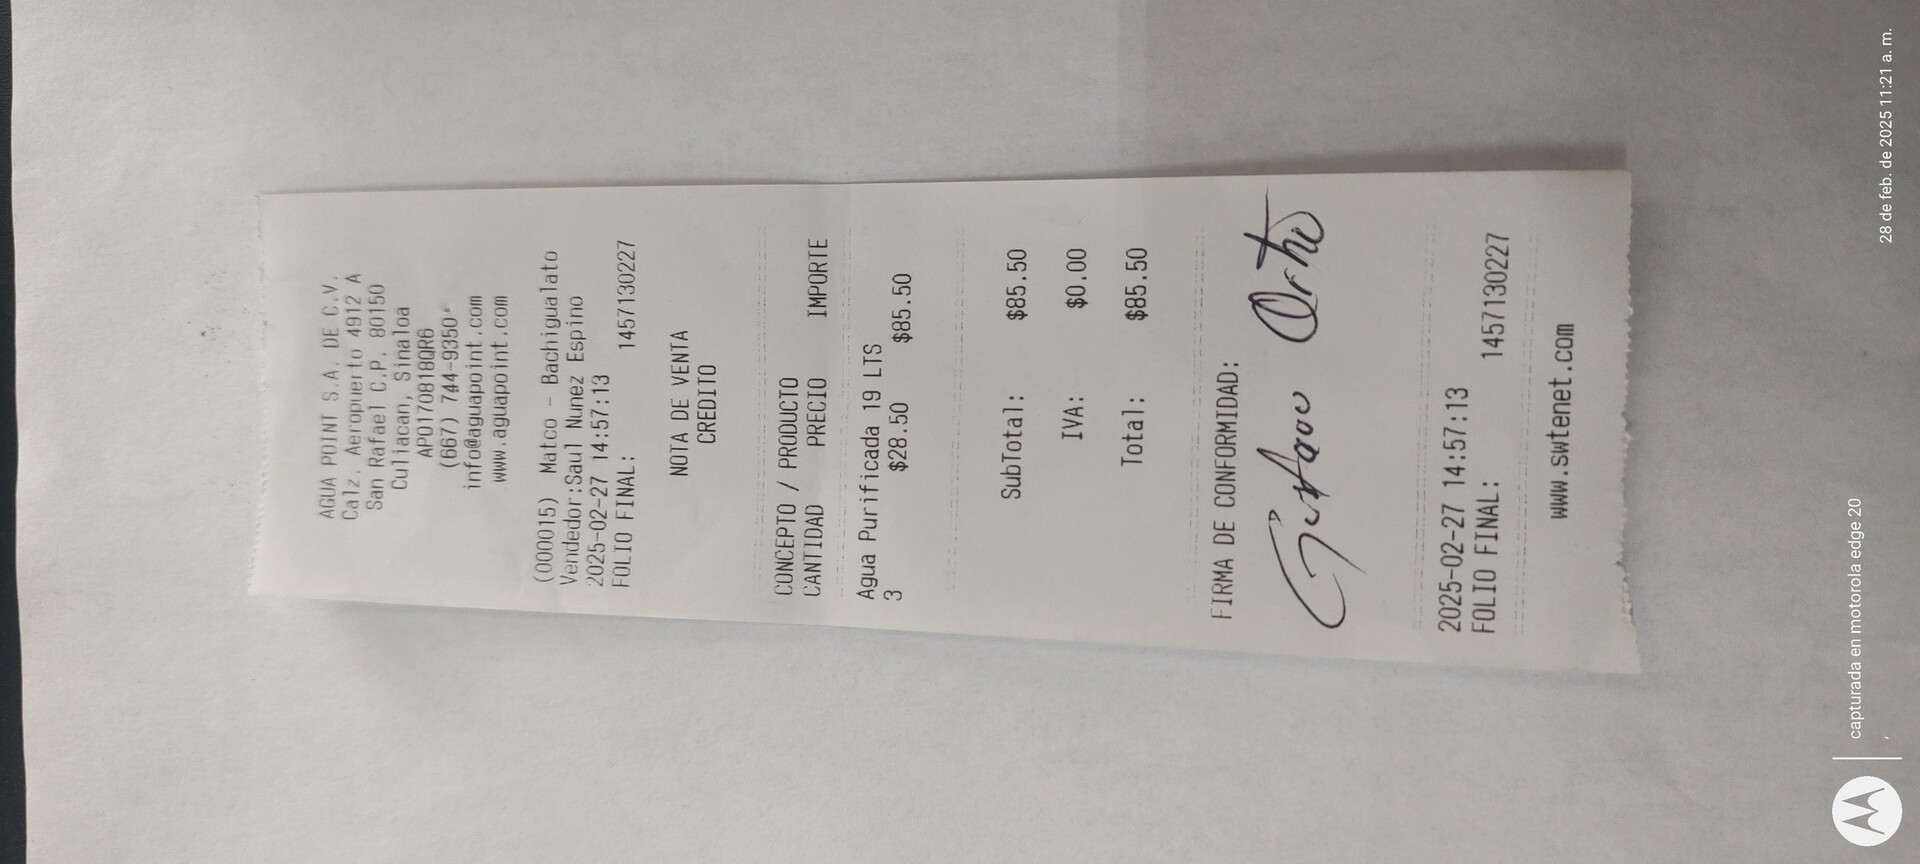 AGUA POINT S.A. DE C.V.
Calz. Aeropuerto 4912 A
San Rafael C.P. 80150
Culiacan, Sinaloa
APO170818QR6
(667) 744-9350
info@aguapoint.com
www.aguapoint.com
(000015) Matco - Bachigualato
Vendedor:Saul Nunez Espino
2025-02-27 14:57:13
FOLIO FINAL: 1457130227
NOTA DE VENTA
CREDITO
CONCEPTO / PRODUCTO
CANTIDAD PRECIO IMPORTE
Agua Purificada 19 LTS
3 $28.50 $85.50
SubTotal: $85.50
IVA: $0.00
Total: $85.50
FIRMA DE CONFORMIDAD:
2025-02-27 14:57:13
FOLIO FINAL: 1457130227
www.swtenet.com
capturada en motorola edge 20
28 de feb. de 2025 11:21 a. m.